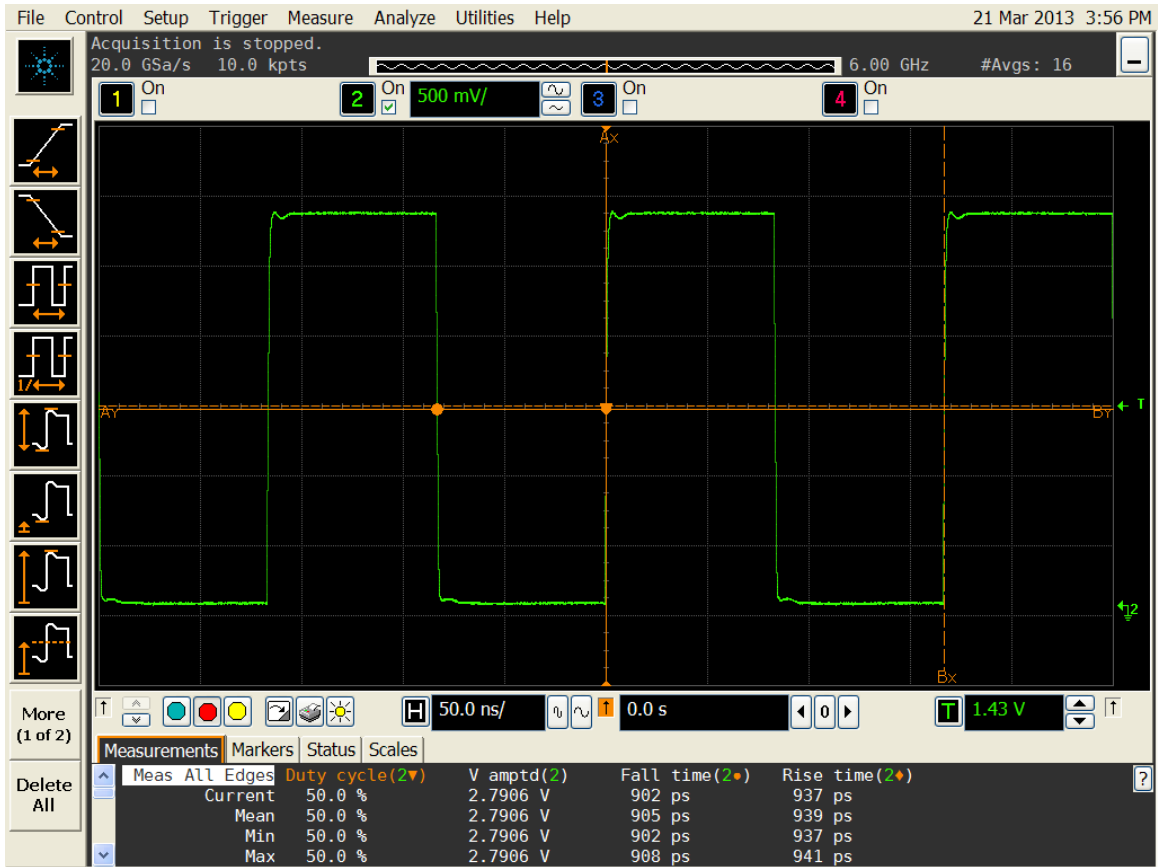 File Control Setup Trigger Measure Analyze Utilities Help 21 Mar 2013 3:56 PM
Acquisition is stopped.
20.0 GSa/s 10.0 kpts 6.00 GHz #Avgs: 16
1 On 2 On 500 mV/ 3 On 4 On
Ax
AY BY
T
1/
2
Bx
More
(1 of 2)
Delete
All
H 50.0 ns/ 0.0 s 0 T 1.43 V
Measurements Markers Status Scales
Meas All Edges Duty cycle(2▼) V amptd(2) Fall time(2●) Rise time(2♦) ?
Current 50.0 % 2.7906 V 902 ps 937 ps
Mean 50.0 % 2.7906 V 905 ps 939 ps
Min 50.0 % 2.7906 V 902 ps 937 ps
Max 50.0 % 2.7906 V 908 ps 941 ps